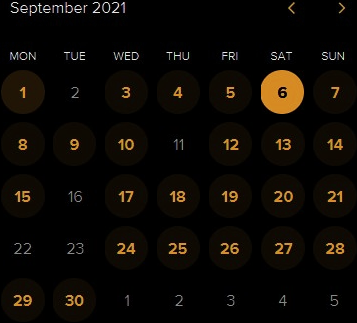 September 2021
MON TUE WED THU FRI SAT SUN
1 2 3 4 5 6 7
8 9 10 11 12 13 14
15 16 17 18 19 20 21
22 23 24 25 26 27 28
29 30 1 2 3 4 5